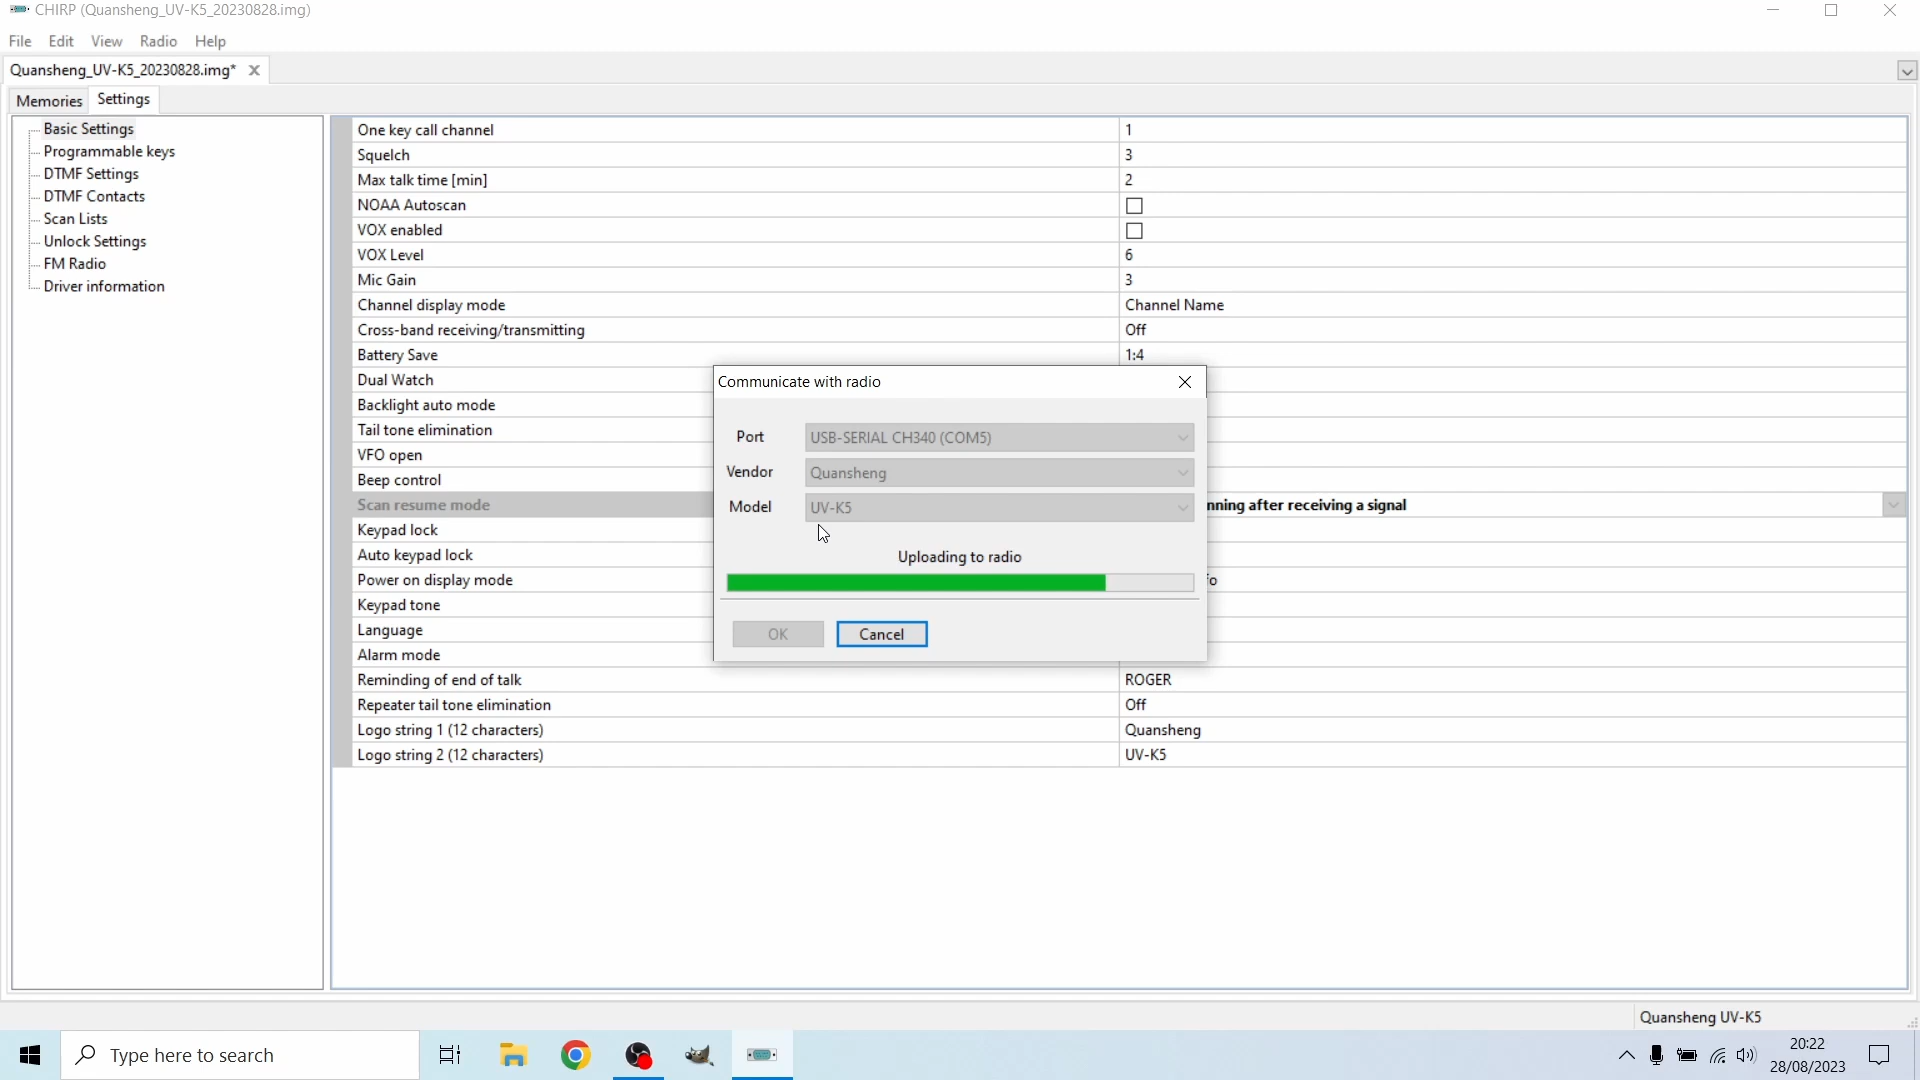 CHIRP (Quansheng_UV-K5_20230828.img)
File Edit View Radio Help
Quansheng_UV-K5_20230828.img*
Memories Settings
Basic Settings
Programmable keys
DTMF Settings
DTMF Contacts
Scan Lists
Unlock Settings
FM Radio
Driver information
One key call channel 1
Squelch 3
Max talk time [min] 2
NOAA Autoscan
VOX enabled
VOX Level 6
Mic Gain 3
Channel display mode Channel Name
Cross-band receiving/transmitting Off
Battery Save 1:4
Dual Watch
Backlight auto mode
Tail tone elimination
VFO open
Beep control
Scan resume mode nning after receiving a signal
Keypad lock
Auto keypad lock
Power on display mode fo
Keypad tone
Language
Alarm mode
Reminding of end of talk ROGER
Repeater tail tone elimination Off
Logo string 1 (12 characters) Quansheng
Logo string 2 (12 characters) UV-K5
Communicate with radio
Port USB-SERIAL CH340 (COM5)
Vendor Quansheng
Model UV-K5
Uploading to radio
OK Cancel
Quansheng UV-K5
Type here to search
20:22
28/08/2023